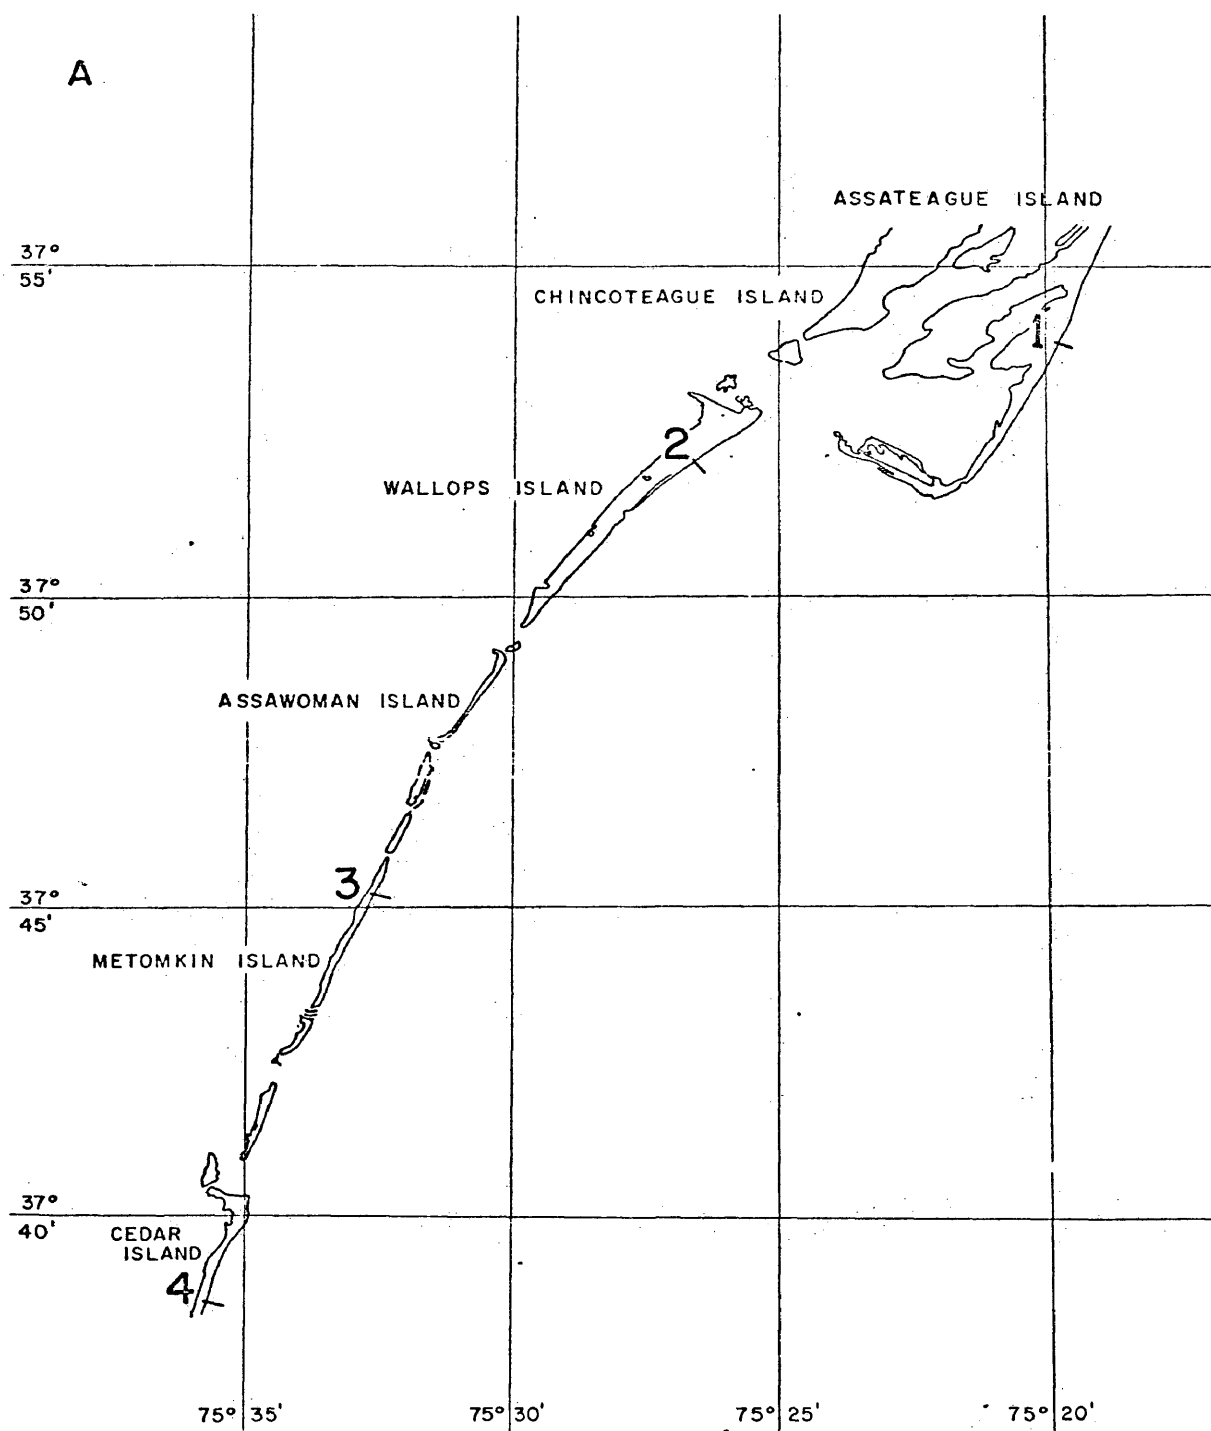 A
ASSATEAGUE ISLAND
37°
55'
CHINCOTEAGUE ISLAND
1
2
WALLOPS ISLAND
37°
50'
ASSAWOMAN ISLAND
3
37°
45'
METOMKIN ISLAND
37°
40'
CEDAR
ISLAND
4
75° 35'
75° 30'
75° 25'
75° 20'